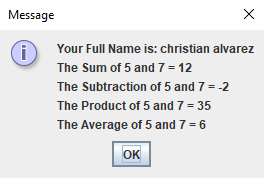 Message
Your Full Name is: christian alvarez
The Sum of 5 and 7 = 12
The Subtraction of 5 and 7 = -2
The Product of 5 and 7 = 35
The Average of 5 and 7 = 6
OK